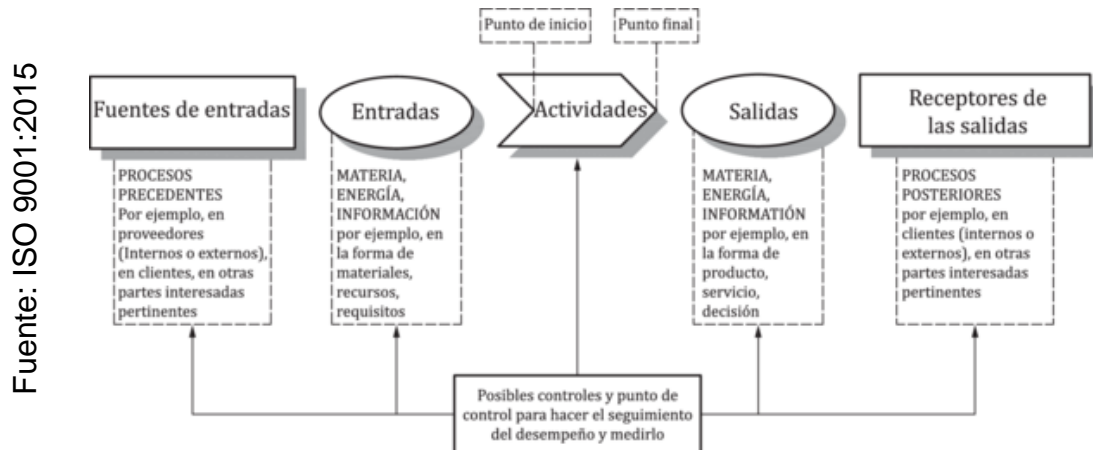 Fuente: ISO 9001:2015
Punto de inicio
Punto final
Fuentes de entradas
Entradas
Actividades
Salidas
Receptores de
las salidas
PROCESOS
PRECEDENTES
Por ejemplo, en
proveedores
(Internos o externos),
en clientes, en otras
partes interesadas
pertinentes
MATERIA,
ENERGÍA,
INFORMACIÓN
por ejemplo, en
la forma de
materiales,
recursos,
requisitos
MATERIA,
ENERGÍA,
INFORMATIÓN
por ejemplo, en
la forma de
producto,
servicio,
decisión
PROCESOS
POSTERIORES
por ejemplo, en
clientes (internos o
externos), en otras
partes interesadas
pertinentes
Posibles controles y punto de
control para hacer el seguimiento
del desempeño y medirlo